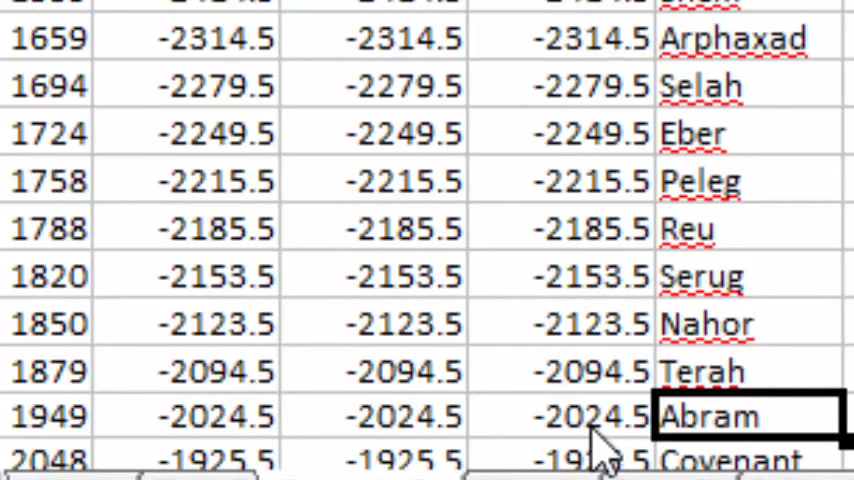 1659 -2314.5 -2314.5 -2314.5 Arphaxad
1694 -2279.5 -2279.5 -2279.5 Selah
1724 -2249.5 -2249.5 -2249.5 Eber
1758 -2215.5 -2215.5 -2215.5 Peleg
1788 -2185.5 -2185.5 -2185.5 Reu
1820 -2153.5 -2153.5 -2153.5 Serug
1850 -2123.5 -2123.5 -2123.5 Nahor
1879 -2094.5 -2094.5 -2094.5 Terah
1949 -2024.5 -2024.5 -2024.5 Abram
2048 -1925.5 -1925.5 Covenant